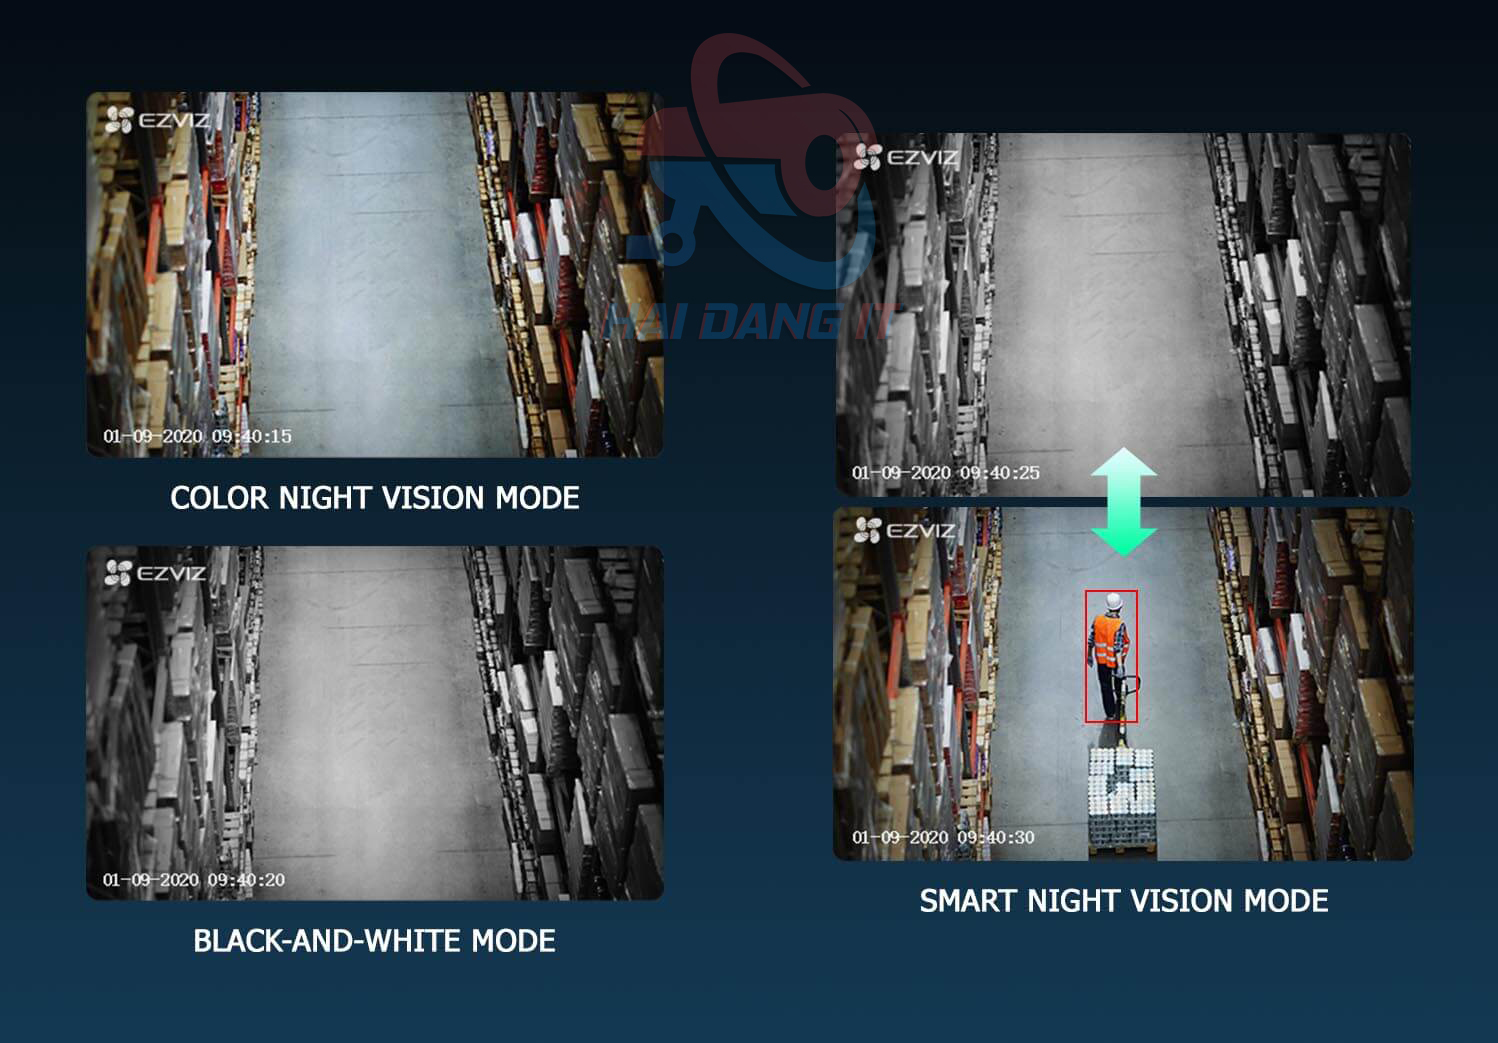 EZVIZ
01-09-2020 09:40:15
COLOR NIGHT VISION MODE
EZVIZ
01-09-2020 09:40:20
BLACK-AND-WHITE MODE
HAI DANG IT
EZVIZ
01-09-2020 09:40:25
EZVIZ
01-09-2020 09:40:30
SMART NIGHT VISION MODE